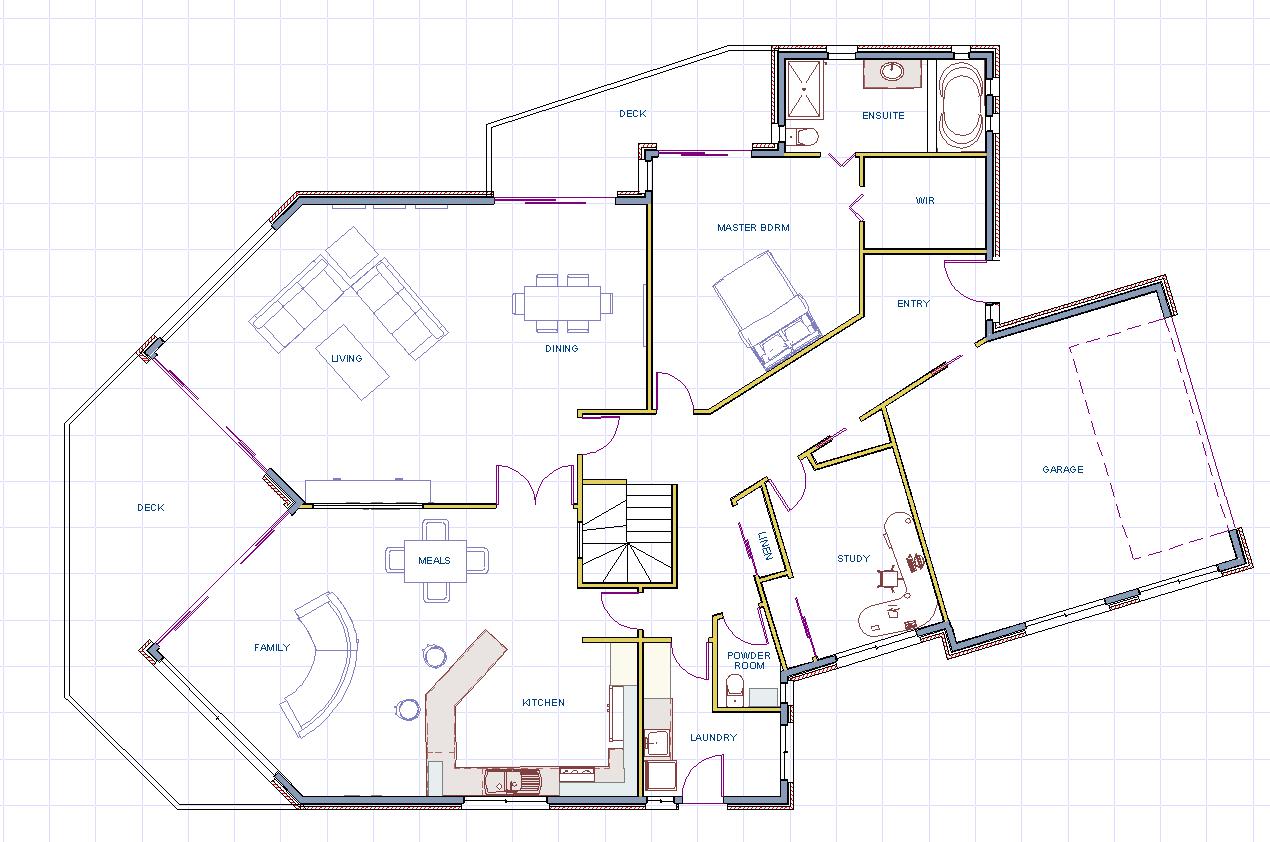 DECK
ENSUITE
WIR
MASTER BDRM
ENTRY
DINING
LIVING
GARAGE
DECK
LINEN
STUDY
MEALS
FAMILY
POWDER
ROOM
KITCHEN
LAUNDRY